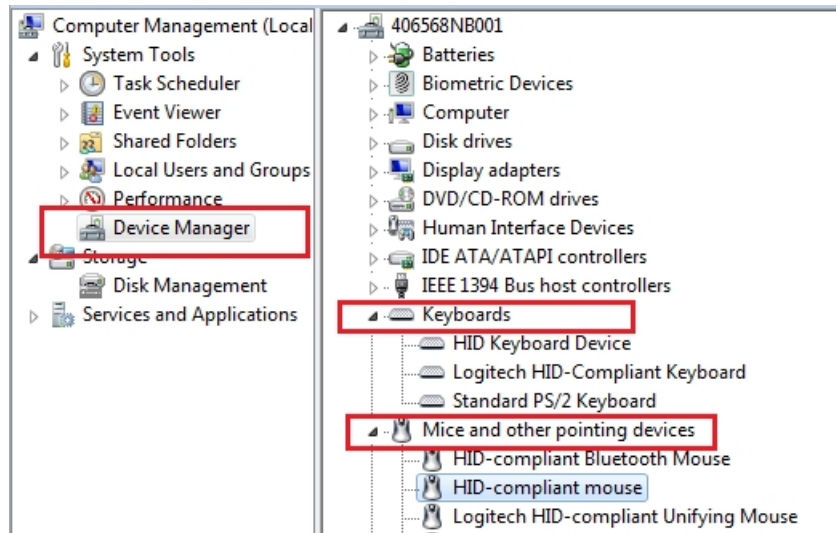 Computer Management (Local
System Tools
Task Scheduler
Event Viewer
Shared Folders
Local Users and Groups
Performance
Device Manager
Storage
Disk Management
Services and Applications
406568NB001
Batteries
Biometric Devices
Computer
Disk drives
Display adapters
DVD/CD-ROM drives
Human Interface Devices
IDE ATA/ATAPI controllers
IEEE 1394 Bus host controllers
Keyboards
HID Keyboard Device
Logitech HID-Compliant Keyboard
Standard PS/2 Keyboard
Mice and other pointing devices
HID-compliant Bluetooth Mouse
HID-compliant mouse
Logitech HID-compliant Unifying Mouse